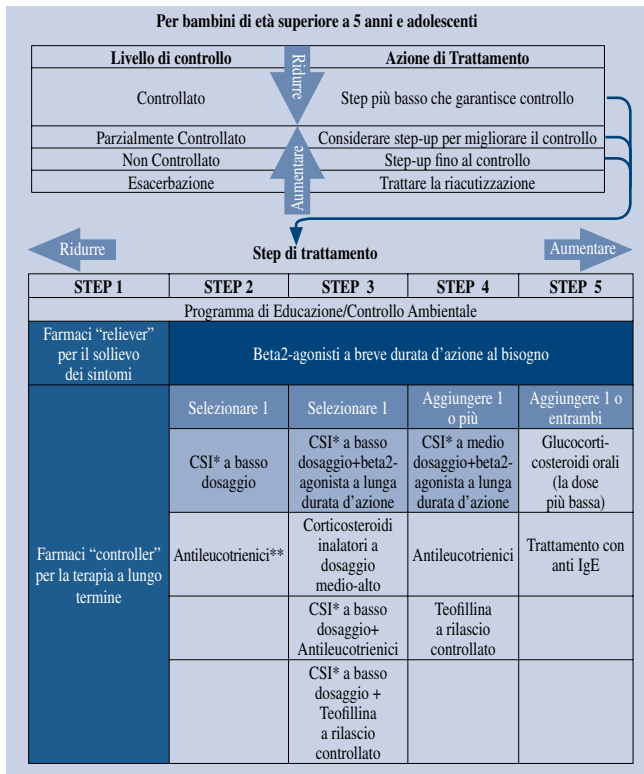 Per bambini di età superiore a 5 anni e adolescenti
Livello di controllo
Ridurre
Azione di Trattamento
Controllato
Step più basso che garantisce controllo
Parzialmente Controllato
Considerare step-up per migliorare il controllo
Non Controllato
Step-up fino al controllo
Esacerbazione
Aumentare
Trattare la riacutizzazione
Ridurre
Step di trattamento
Aumentare
STEP 1
STEP 2
STEP 3
STEP 4
STEP 5
Programma di Educazione/Controllo Ambientale
Farmaci “reliever”
per il sollievo
dei sintomi
Beta2-agonisti a breve durata d’azione al bisogno
Farmaci “controller”
per la terapia a lungo
termine
Selezionare 1
Selezionare 1
Aggiungere 1
o più
Aggiungere 1 o
entrambi
CSI* a basso
dosaggio
CSI* a basso
dosaggio+beta2-
agonista a lunga
durata d’azione
CSI* a medio
dosaggio+beta2-
agonista a lunga
durata d’azione
Glucocorti-
costeroidi orali
(la dose
più bassa)
Antileucotrienici**
Corticosteroidi
inalatori a
dosaggio
medio-alto
Antileucotrienici
Trattamento con
anti IgE
CSI* a basso
dosaggio+
Antileucotrienici
Teofillina
a rilascio
controllato
CSI* a basso
dosaggio +
Teofillina
a rilascio
controllato